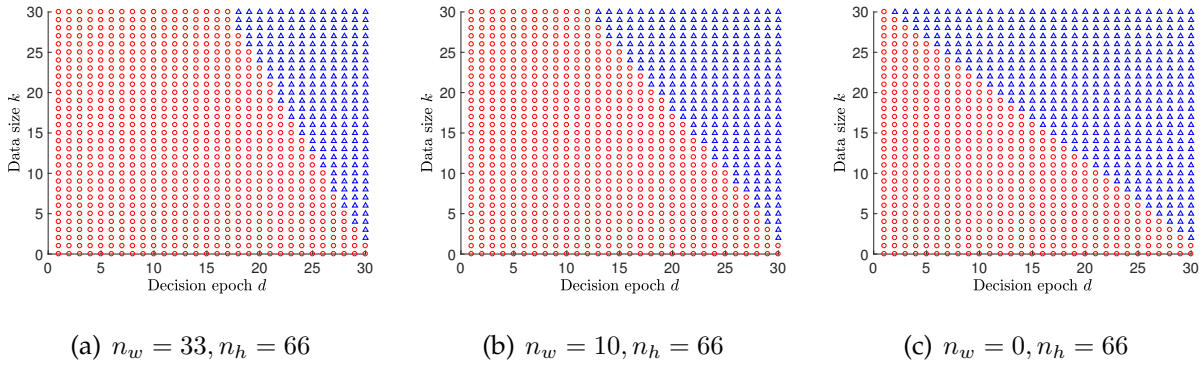 30
25
20
15
10
5
0
Data size k
0 5 10 15 20 25 30
Decision epoch d
(a) n_w = 33, n_h = 66
30
25
20
15
10
5
0
Data size k
0 5 10 15 20 25 30
Decision epoch d
(b) n_w = 10, n_h = 66
30
25
20
15
10
5
0
Data size k
0 5 10 15 20 25 30
Decision epoch d
(c) n_w = 0, n_h = 66